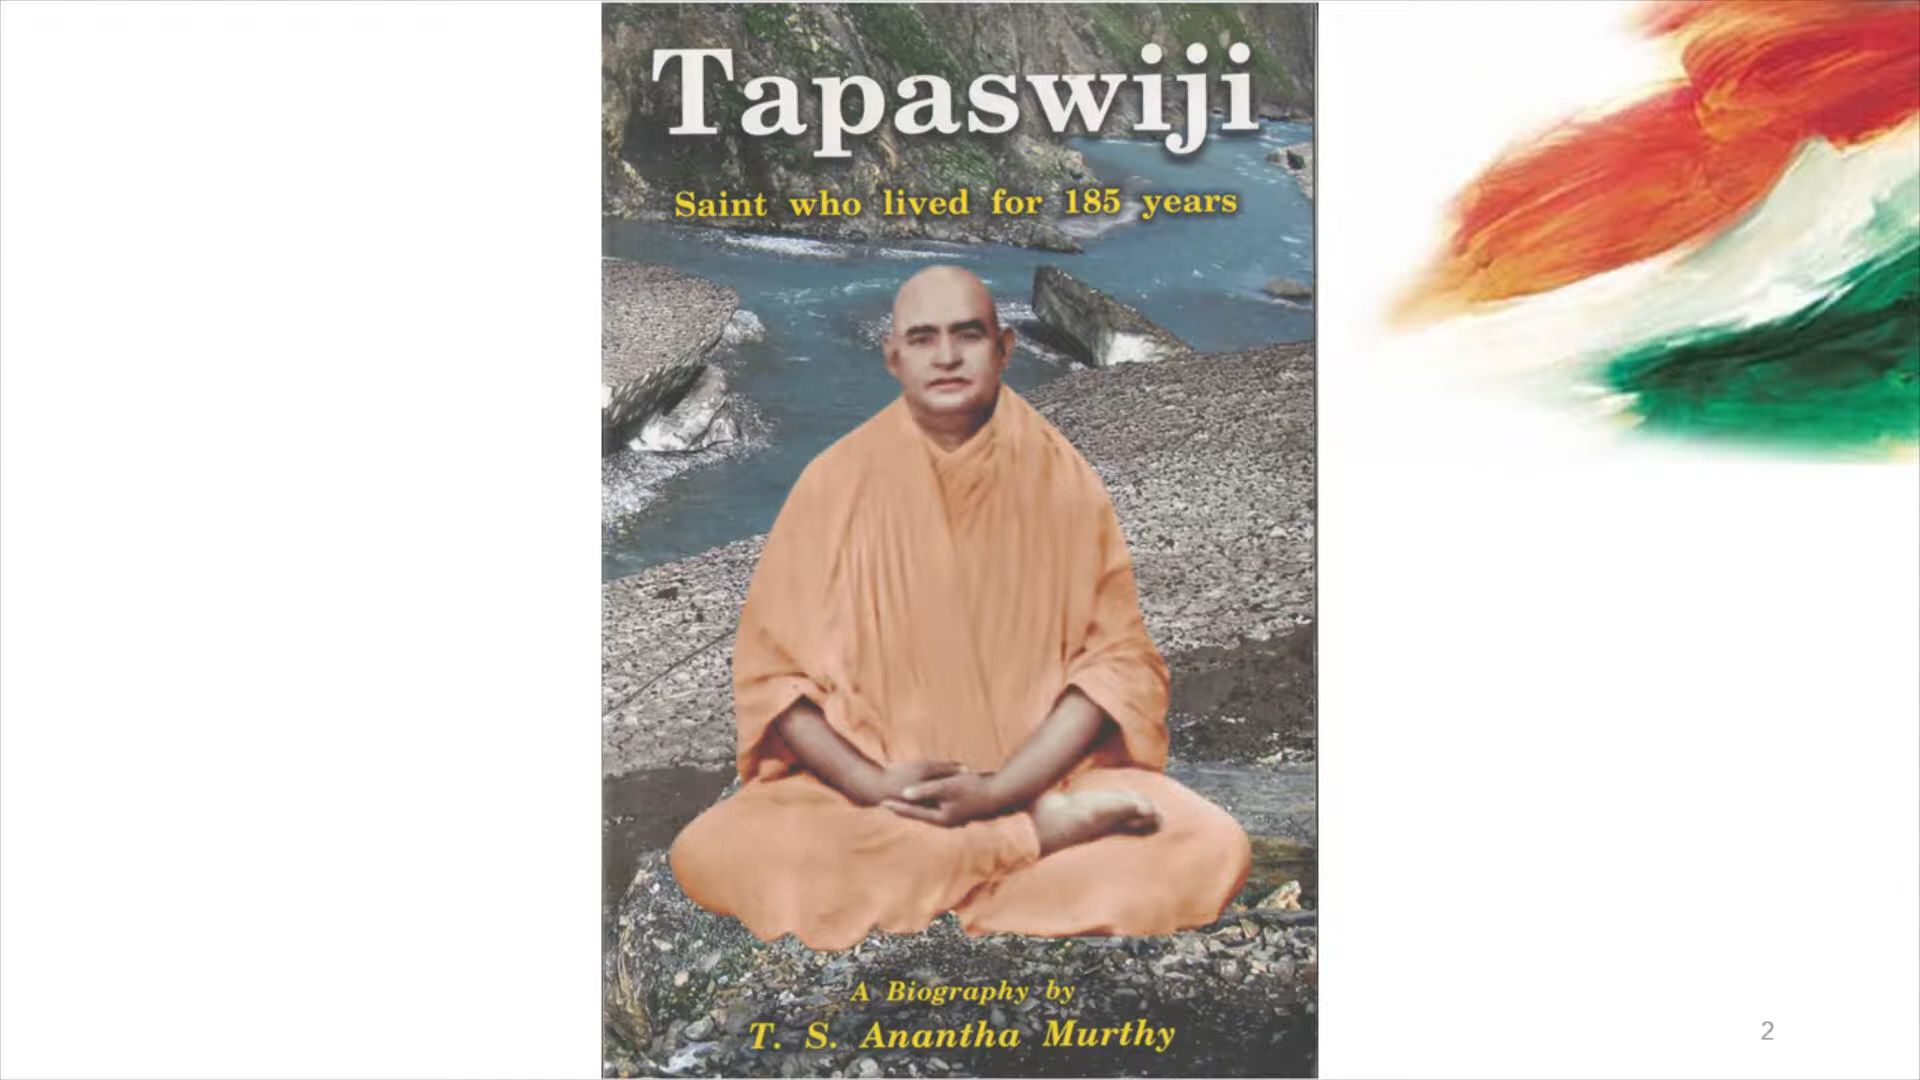 Tapaswiji
Saint who lived for 185 years
A Biography by
T. S. Anantha Murthy
2